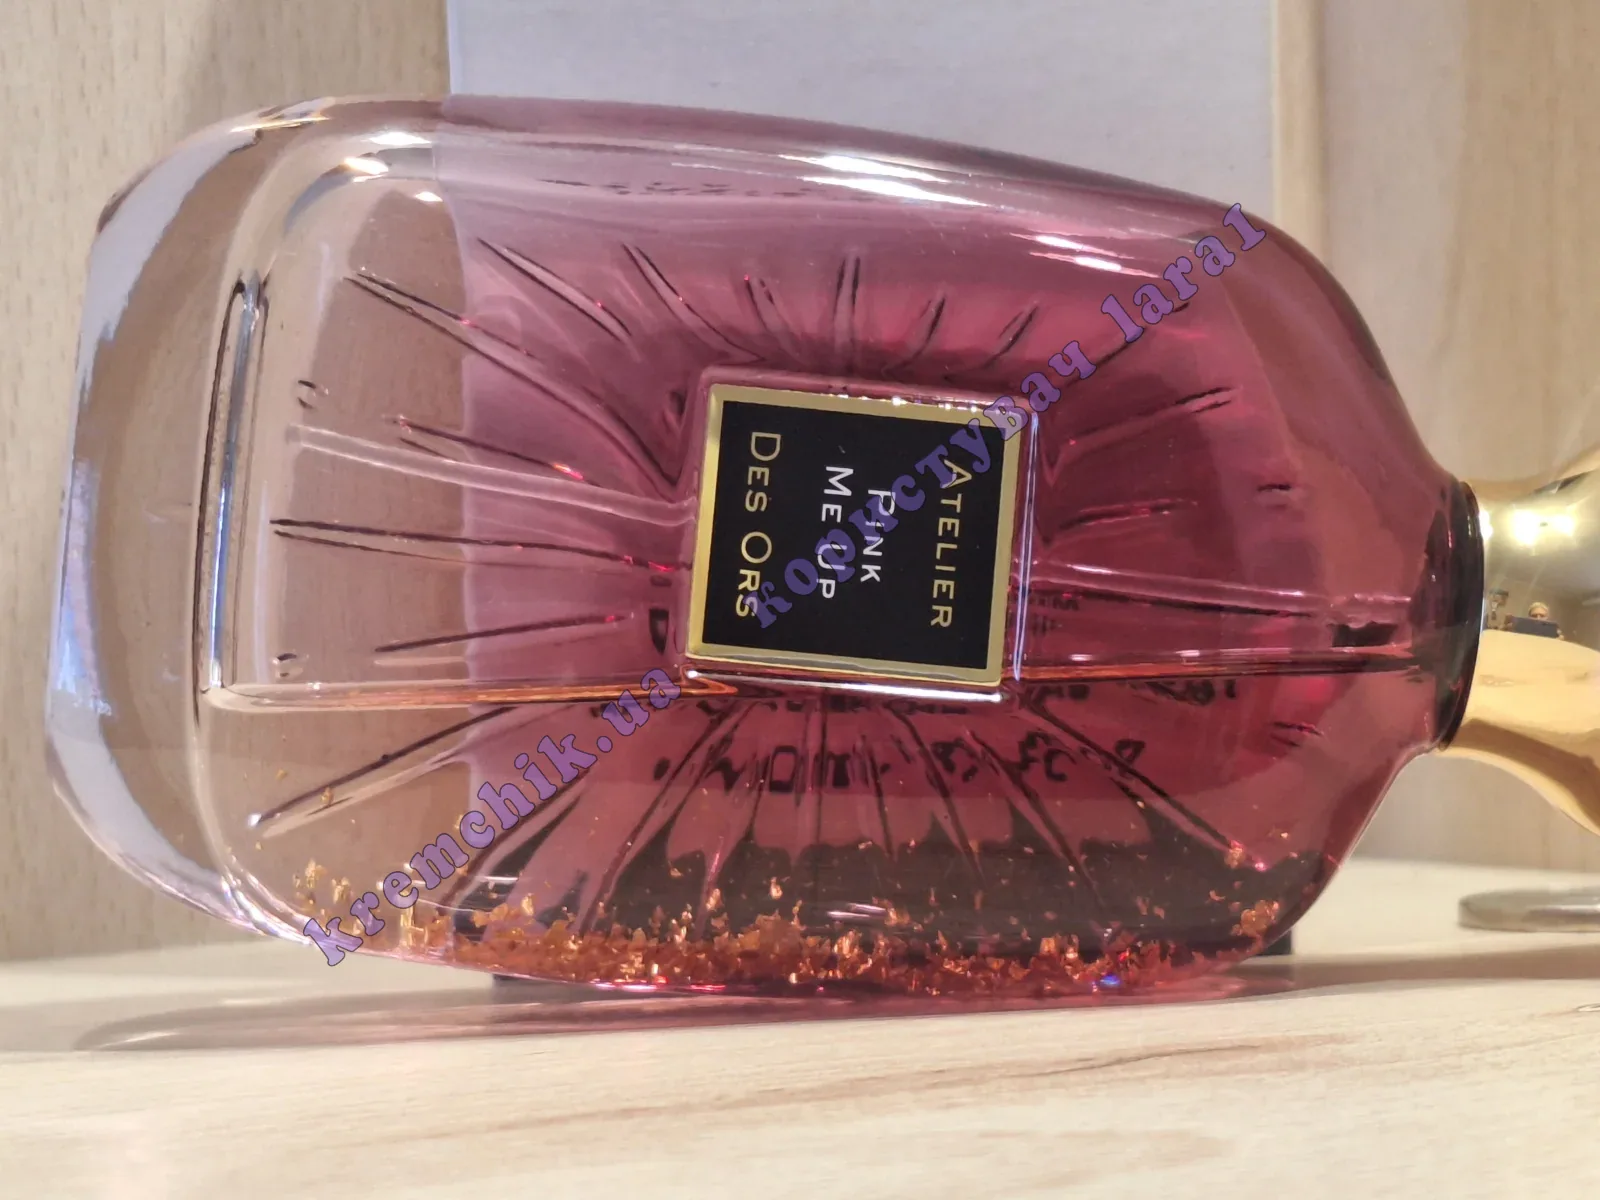 ATELIER
PINK
ME UP
DES ORS
kremchik.ua користувач lara1